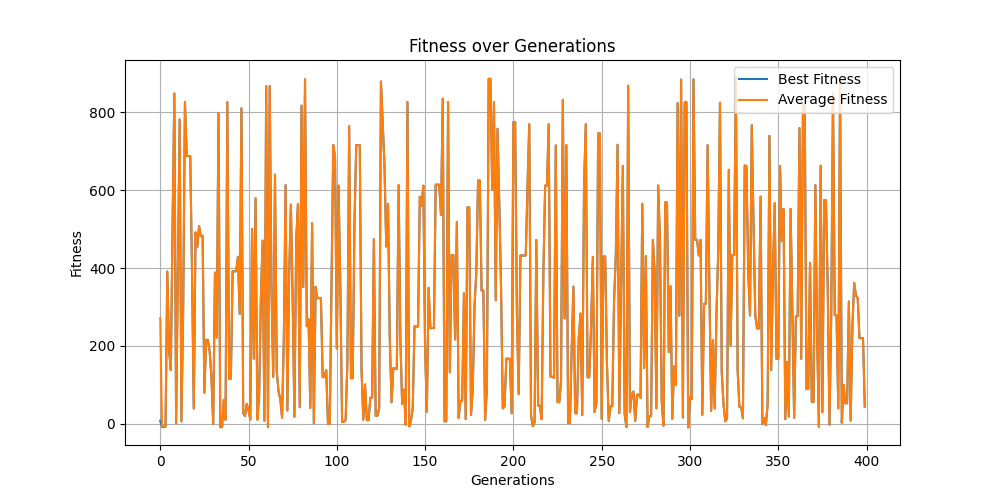 Fitness over Generations
Best Fitness
Average Fitness
800
600
400
200
0
Fitness
0 50 100 150 200 250 300 350 400
Generations